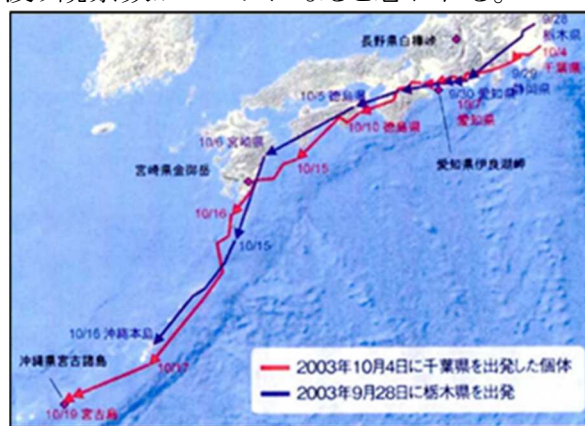 9/28
栃木県
長野県白樺峠
10/4
千葉県
9/29
静岡県
9/30 愛知県
10/7
愛知県
10/5 徳島県
10/10 徳島県
愛知県伊良湖岬
10/6 宮崎県
宮崎県金御岳
10/15
10/16
10/15
10/16 沖縄本島
10/17
沖縄県宮古諸島
10/19 宮古島
2003年10月4日に千葉県を出発した個体
2003年9月28日に栃木県を出発